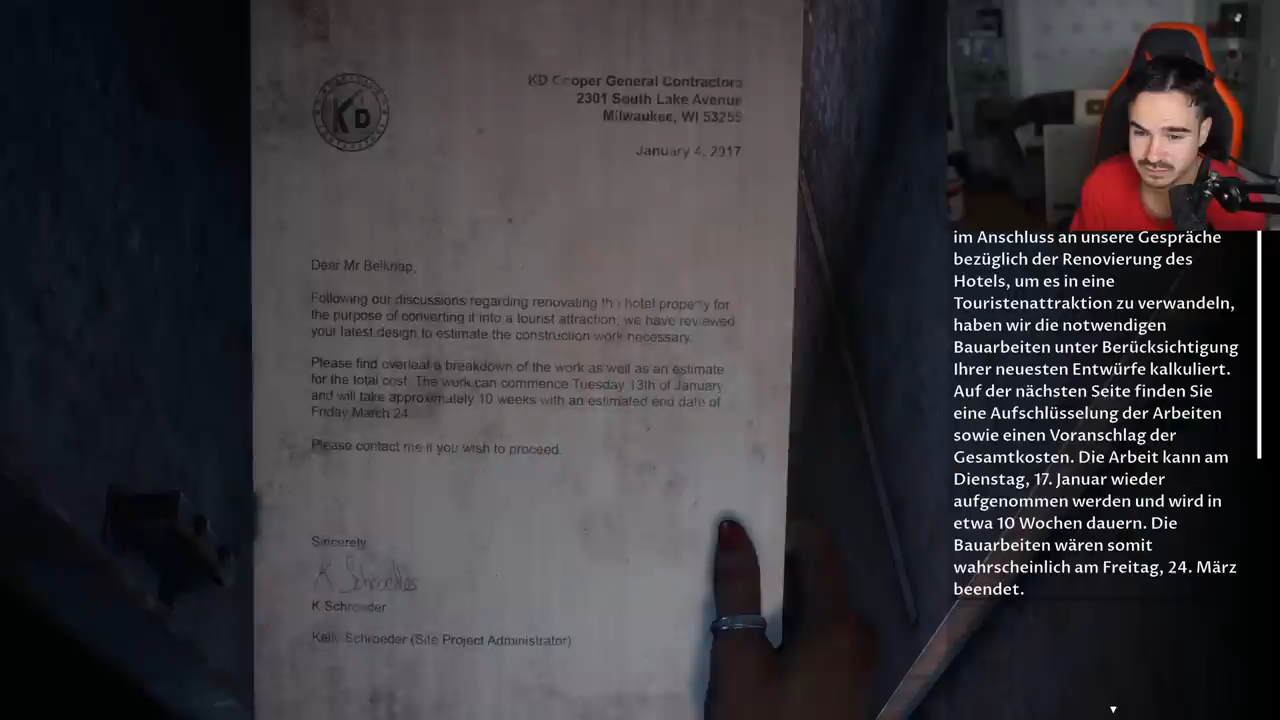 KD
KD Cooper General Contractors
2301 South Lake Avenue
Milwaukee, WI 53255
January 4, 2017
Dear Mr Belknap,
Following our discussions regarding renovating the hotel property for
the purpose of converting it into a tourist attraction, we have reviewed
your latest design to estimate the construction work necessary.
Please find overleaf a breakdown of the work as well as an estimate
for the total cost. The work can commence Tuesday 13th of January
and will take approximately 10 weeks with an estimated end date of
Friday March 24
Please contact me if you wish to proceed.
Sincerely
K Schroeder
K Schroeder
Schroeder (Site Project Administrator)
im Anschluss an unsere Gespräche
bezüglich der Renovierung des
Hotels, um es in eine
Touristenattraktion zu verwandeln,
haben wir die notwendigen
Bauarbeiten unter Berücksichtigung
Ihrer neuesten Entwürfe kalkuliert.
Auf der nächsten Seite finden Sie
eine Aufschlüsselung der Arbeiten
sowie einen Voranschlag der
Gesamtkosten. Die Arbeit kann am
Dienstag, 17. Januar wieder
aufgenommen werden und wird in
etwa 10 Wochen dauern. Die
Bauarbeiten wären somit
wahrscheinlich am Freitag, 24. März
beendet.